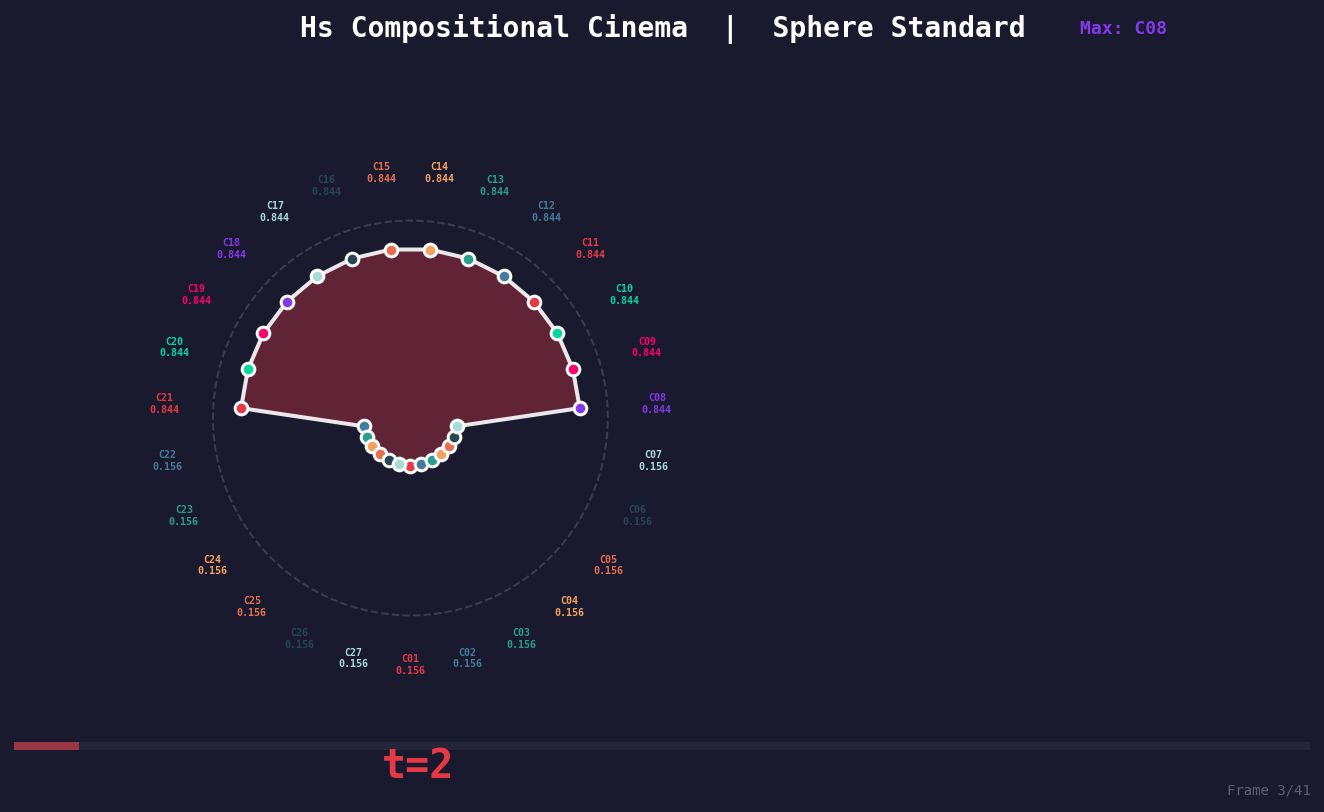 Hs Compositional Cinema | Sphere Standard
Max: C08
C15
0.844
C14
0.844
C16
0.844
C13
0.844
C17
0.844
C12
0.844
C18
0.844
C11
0.844
C19
0.844
C10
0.844
C20
0.844
C09
0.844
C21
0.844
C08
0.844
C22
0.156
C07
0.156
C23
0.156
C06
0.156
C24
0.156
C05
0.156
C25
0.156
C04
0.156
C26
0.156
C03
0.156
C27
0.156
C01
0.156
C02
0.156
t=2
Frame 3/41